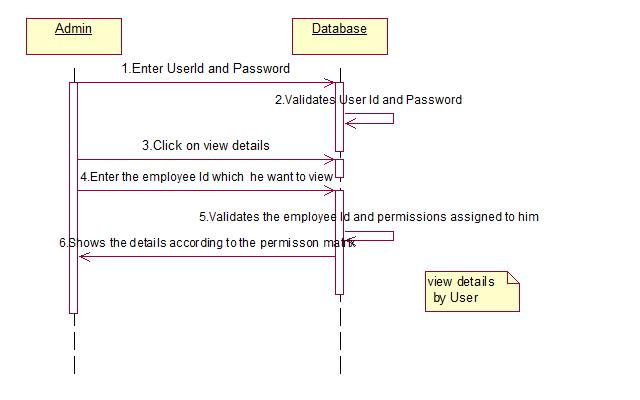 Admin
Database
1.Enter UserId and Password
2.Validates User Id and Password
3.Click on view details
4.Enter the employee Id which he want to view
5.Validates the employee Id and permissions assigned to him
6.Shows the details according to the permisson matrix
view details
by User